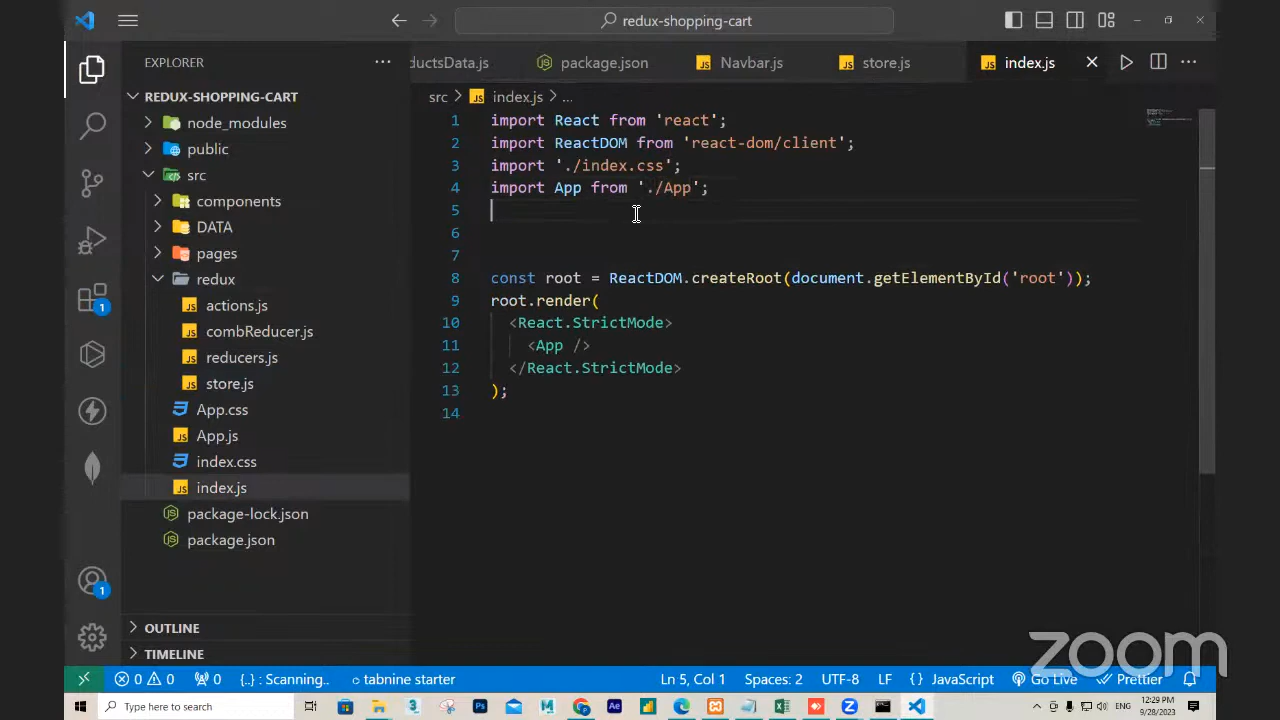 redux-shopping-cart
EXPLORER
ductsData.js
package.json
Navbar.js
store.js
index.js
REDUX-SHOPPING-CART
node_modules
public
src
components
DATA
pages
redux
actions.js
combReducer.js
reducers.js
store.js
App.css
App.js
index.css
index.js
package-lock.json
package.json
OUTLINE
TIMELINE
1
1
src > index.js > ...
1 import React from 'react';
2 import ReactDOM from 'react-dom/client';
3 import './index.css';
4 import App from './App';
5
6
7
8 const root = ReactDOM.createRoot(document.getElementById('root'));
9 root.render(
10 <React.StrictMode>
11 <App />
12 </React.StrictMode>
13 );
14
zoom
0 0 0 {..} : Scanning.. tabnine starter Ln 5, Col 1 Spaces: 2 UTF-8 LF {} JavaScript Go Live Prettier
Type here to search
Ps
Ae
ENG
12:29 PM
9/28/2023